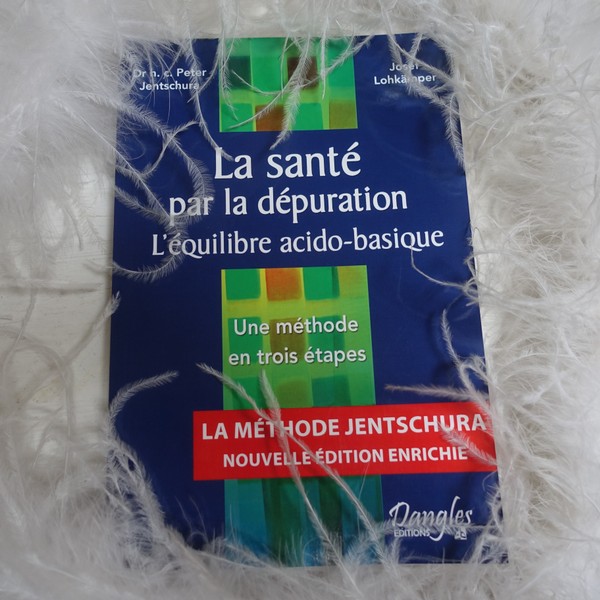 Dr h. c. Peter
Jentschura
Josef
Lohkämper
La santé
par la dépuration
L'équilibre acido-basique
Une méthode
en trois étapes
LA MÉTHODE JENTSCHURA
NOUVELLE ÉDITION ENRICHIE
Dangles
EDITIONS